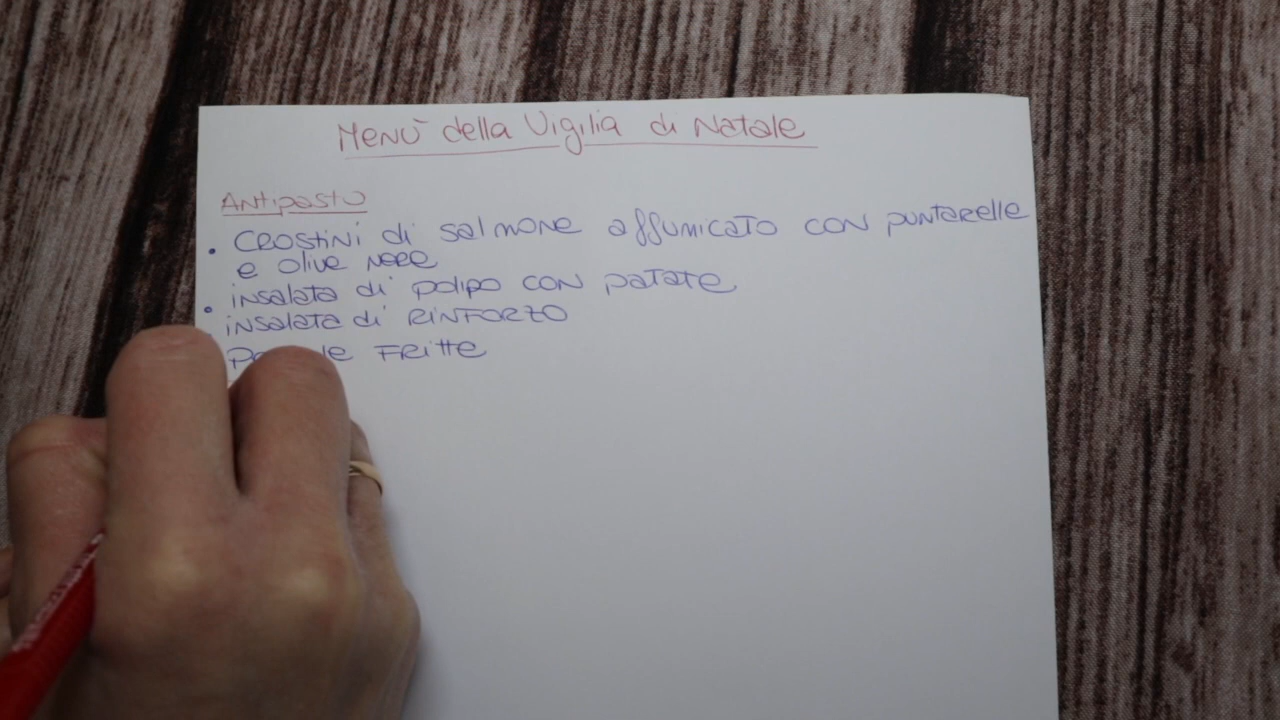 Menù della Vigilia di Natale
Antipasto
• Crostini di salmone affumicato con puntarelle
e olive nere
• insalata di polipo con patate
insalata di RINFORZO
FRitte